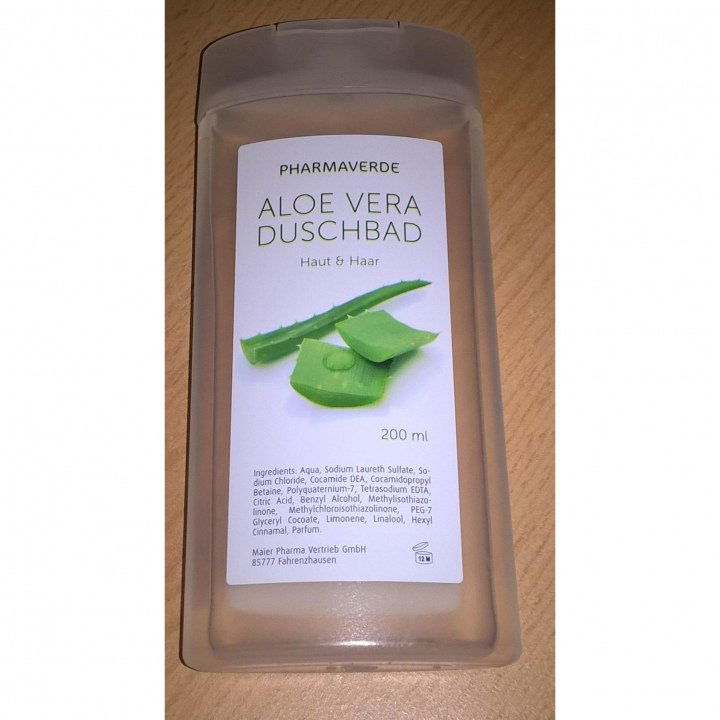 PHARMAVERDE
ALOE VERA
DUSCHBAD
Haut & Haar
200 ml
Ingredients: Aqua, Sodium Laureth Sulfate, So-
dium Chloride, Cocamide DEA, Cocamidopropyl
Betaine, Polyquaternium-7, Tetrasodium EDTA,
Citric Acid, Benzyl Alcohol, Methylisothiazo-
linone, Methylchloroisothiazolinone, PEG-7
Glyceryl Cocoate, Limonene, Linalool, Hexyl
Cinnamal, Parfum.
Maier Pharma Vertrieb GmbH
85777 Fahrenzhausen
12 M